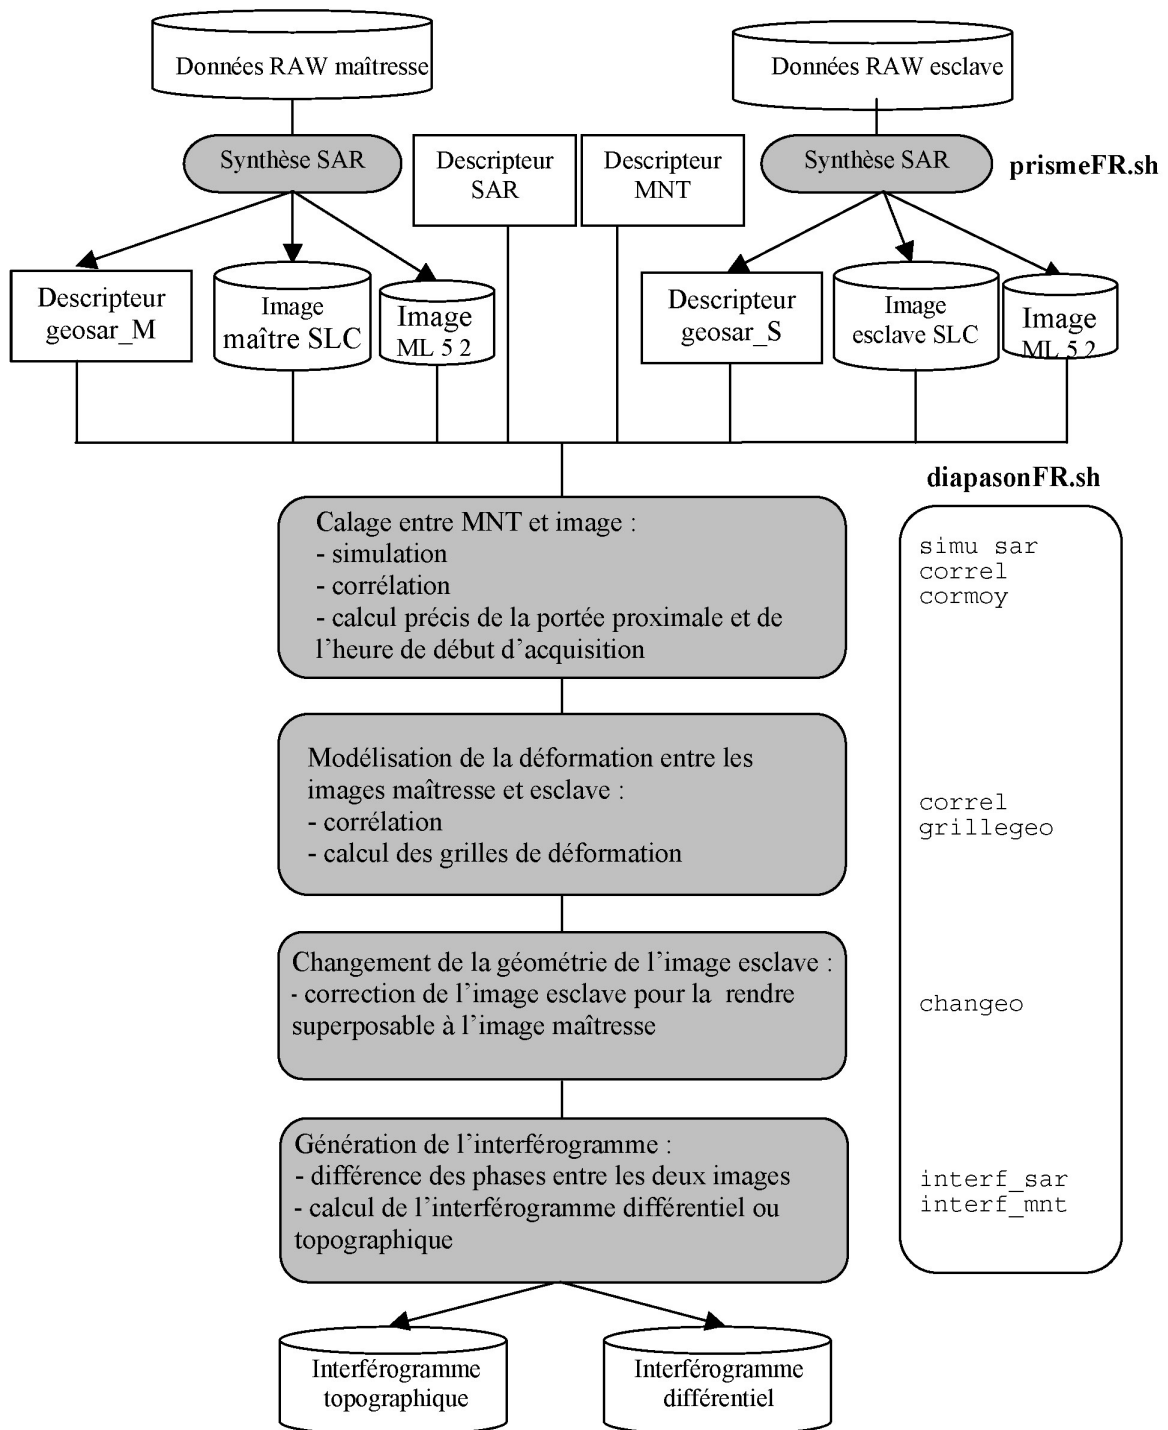 Données RAW maîtresse
Données RAW esclave
Synthèse SAR
Descripteur
SAR
Descripteur
MNT
Synthèse SAR
prismeFR.sh
Descripteur
geosar_M
Image
maître SLC
Image
ML 5 2
Descripteur
geosar_S
Image
esclave SLC
Image
ML 5 2
diapasonFR.sh
Calage entre MNT et image :
- simulation
- corrélation
- calcul précis de la portée proximale et de
l’heure de début d’acquisition
simu sar
correl
cormoy
Modélisation de la déformation entre les
images maîtresse et esclave :
- corrélation
- calcul des grilles de déformation
correl
grillegeo
Changement de la géométrie de l’image esclave :
- correction de l’image esclave pour la rendre
superposable à l’image maîtresse
changeo
Génération de l’interférogramme :
- différence des phases entre les deux images
- calcul de l’interférogramme différentiel ou
topographique
interf_sar
interf_mnt
Interférogramme
topographique
Interférogramme
différentiel